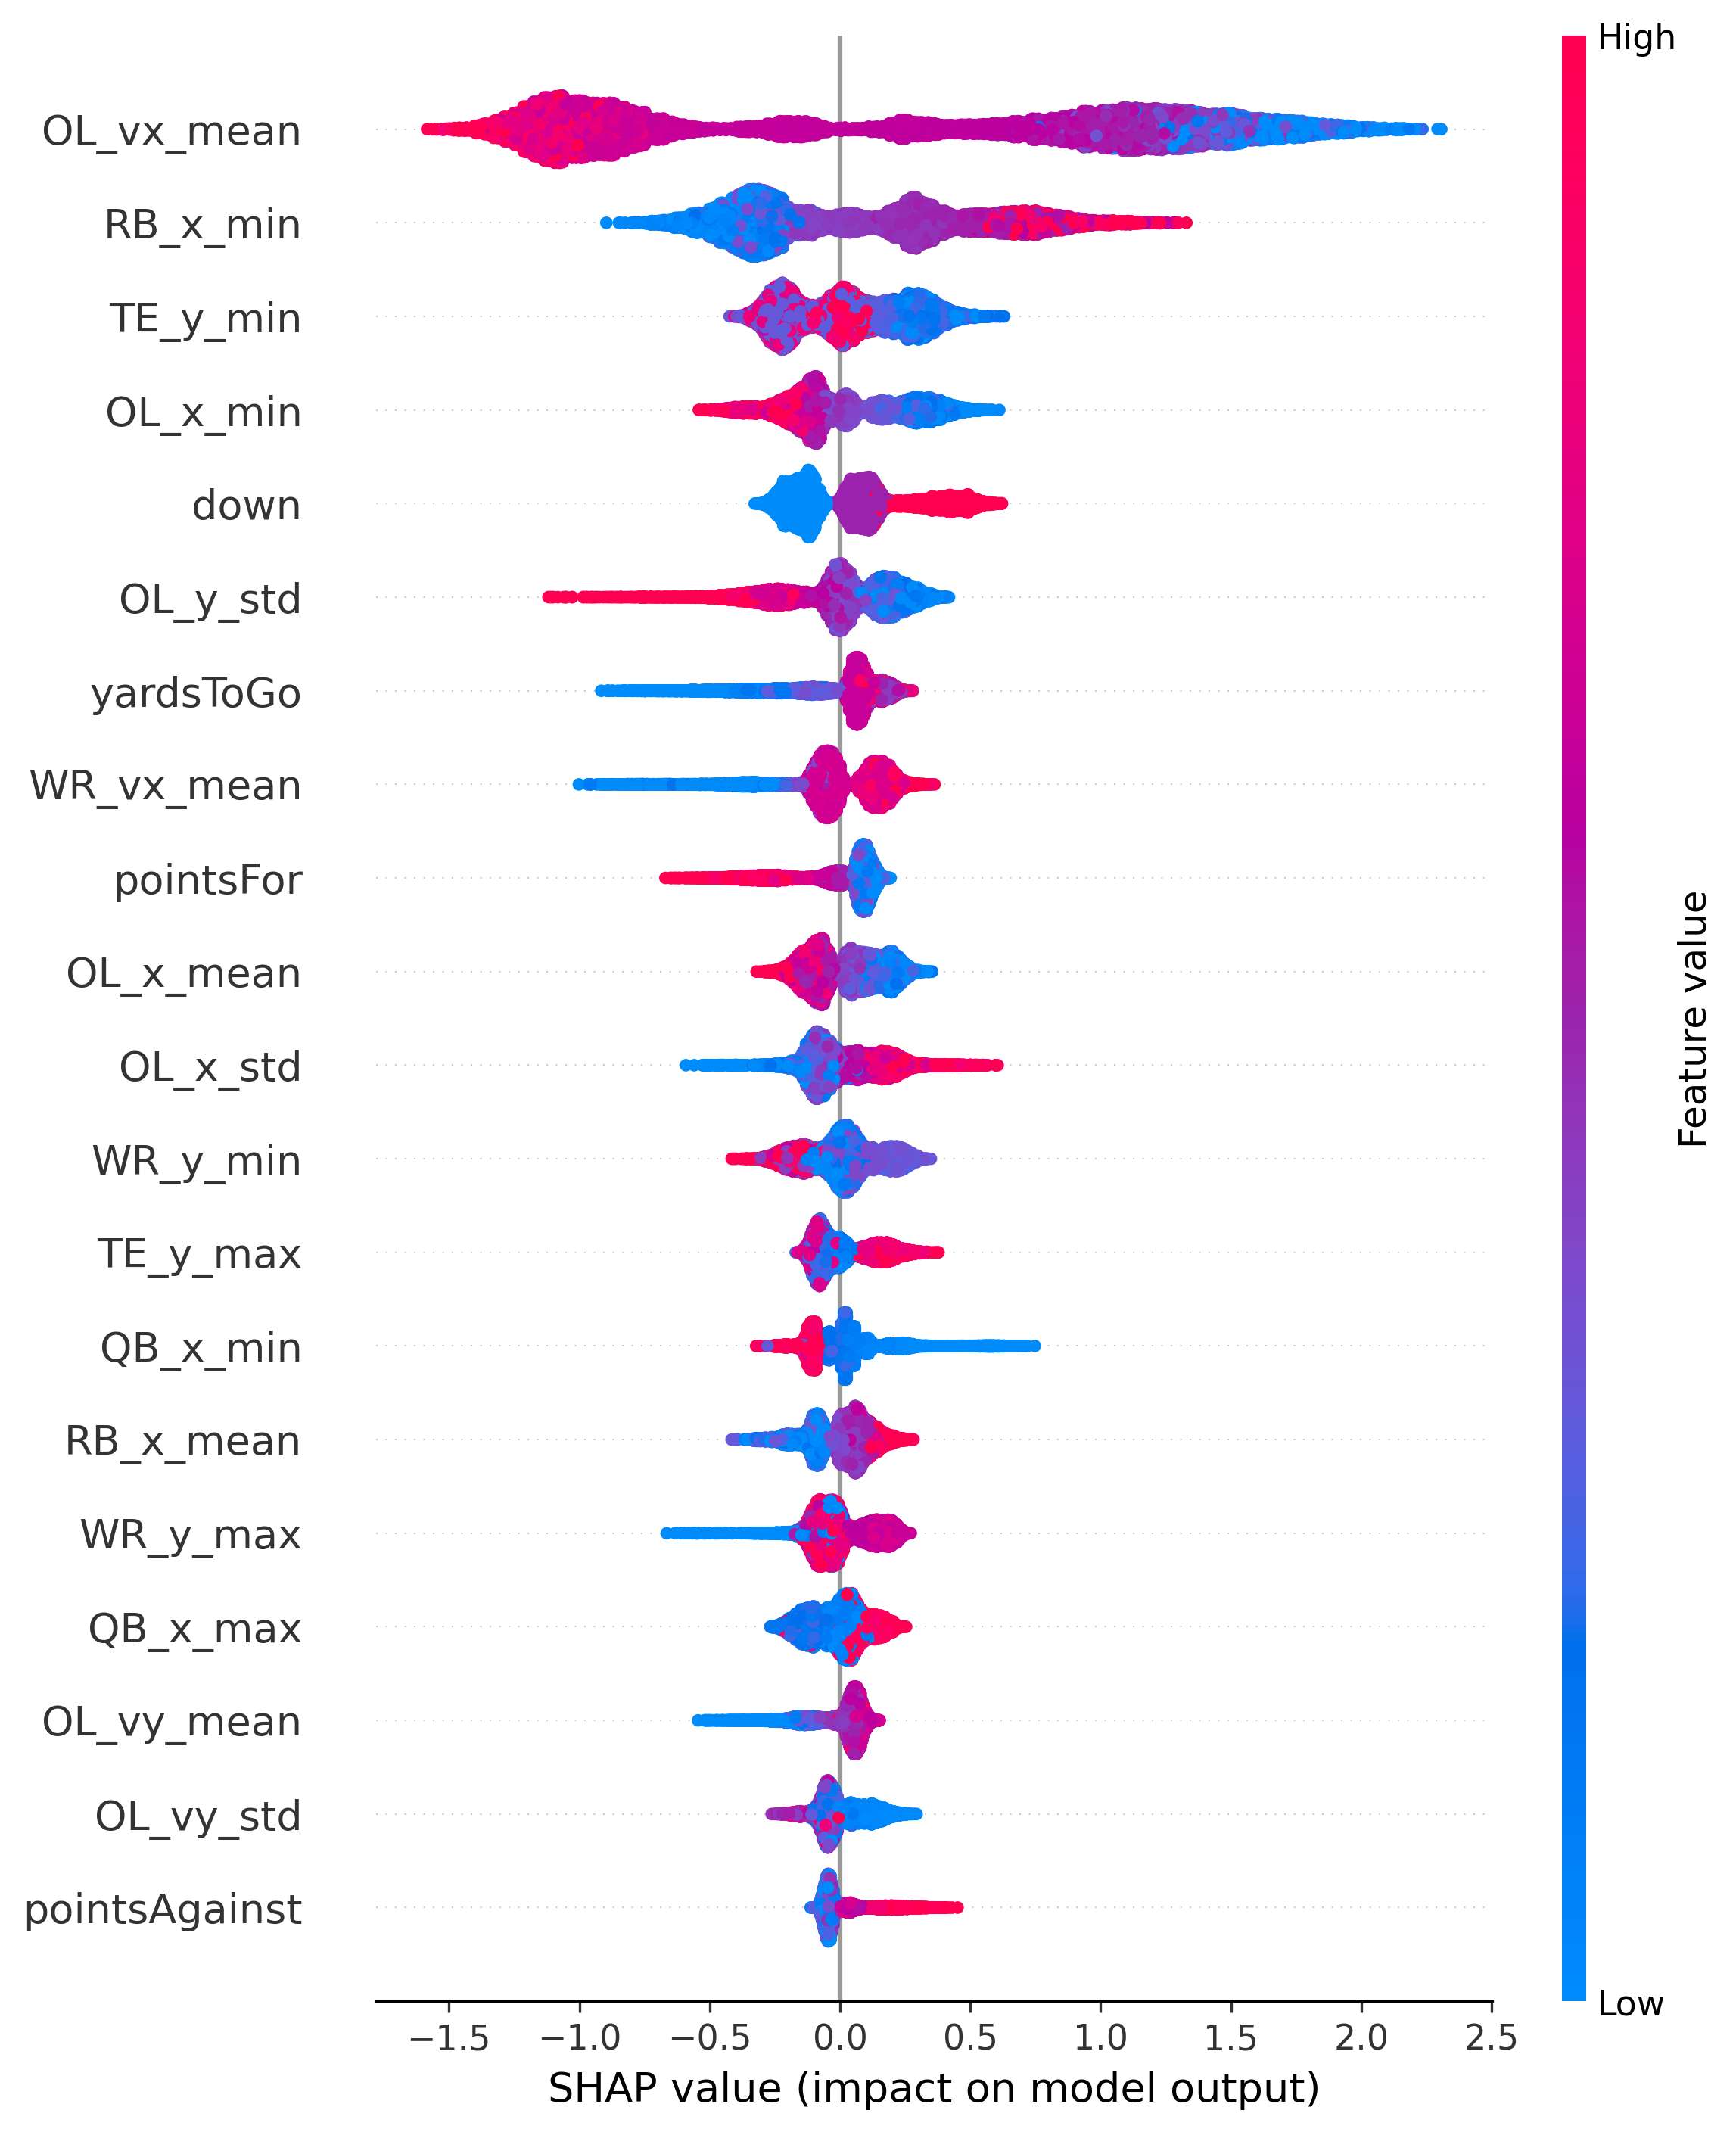 High
OL_vx_mean
RB_x_min
TE_y_min
OL_x_min
down
OL_y_std
yardsToGo
WR_vx_mean
pointsFor
OL_x_mean
OL_x_std
WR_y_min
TE_y_max
QB_x_min
RB_x_mean
WR_y_max
QB_x_max
OL_vy_mean
OL_vy_std
pointsAgainst
Feature value
Low
−1.5 −1.0 −0.5 0.0 0.5 1.0 1.5 2.0 2.5
SHAP value (impact on model output)